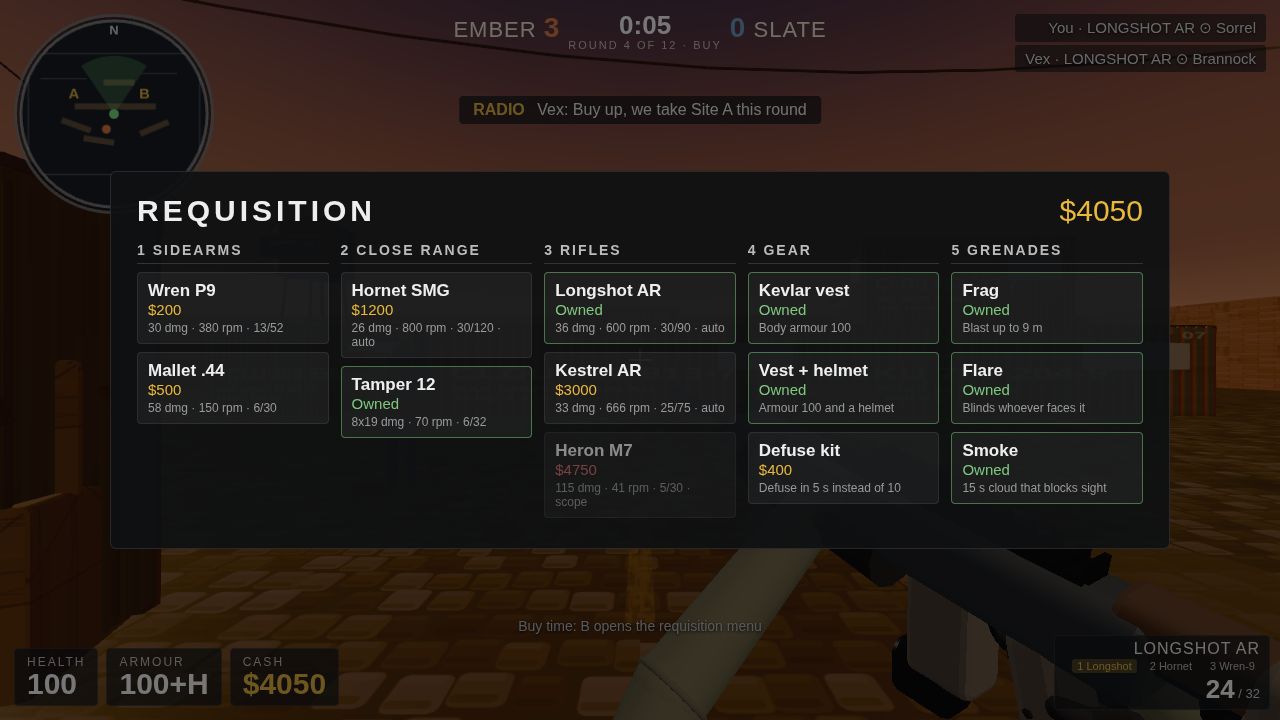 N
A
B
EMBER 3
0:05
0 SLATE
ROUND 4 OF 12 · BUY
You · LONGSHOT AR ⊙ Sorrel
Vex · LONGSHOT AR ⊙ Brannock
RADIO Vex: Buy up, we take Site A this round
REQUISITION
$4050
1 SIDEARMS
Wren P9
$200
30 dmg · 380 rpm · 13/52
Mallet .44
$500
58 dmg · 150 rpm · 6/30
2 CLOSE RANGE
Hornet SMG
$1200
26 dmg · 800 rpm · 30/120 ·
auto
Tamper 12
Owned
8x19 dmg · 70 rpm · 6/32
3 RIFLES
Longshot AR
Owned
36 dmg · 600 rpm · 30/90 · auto
Kestrel AR
$3000
33 dmg · 666 rpm · 25/75 · auto
Heron M7
$4750
115 dmg · 41 rpm · 5/30 ·
scope
4 GEAR
Kevlar vest
Owned
Body armour 100
Vest + helmet
Owned
Armour 100 and a helmet
Defuse kit
$400
Defuse in 5 s instead of 10
5 GRENADES
Frag
Owned
Blast up to 9 m
Flare
Owned
Blinds whoever faces it
Smoke
Owned
15 s cloud that blocks sight
07
Buy time: B opens the requisition menu
HEALTH
100
ARMOUR
100+H
CASH
$4050
LONGSHOT AR
1 Longshot 2 Hornet 3 Wren-9
24 / 32